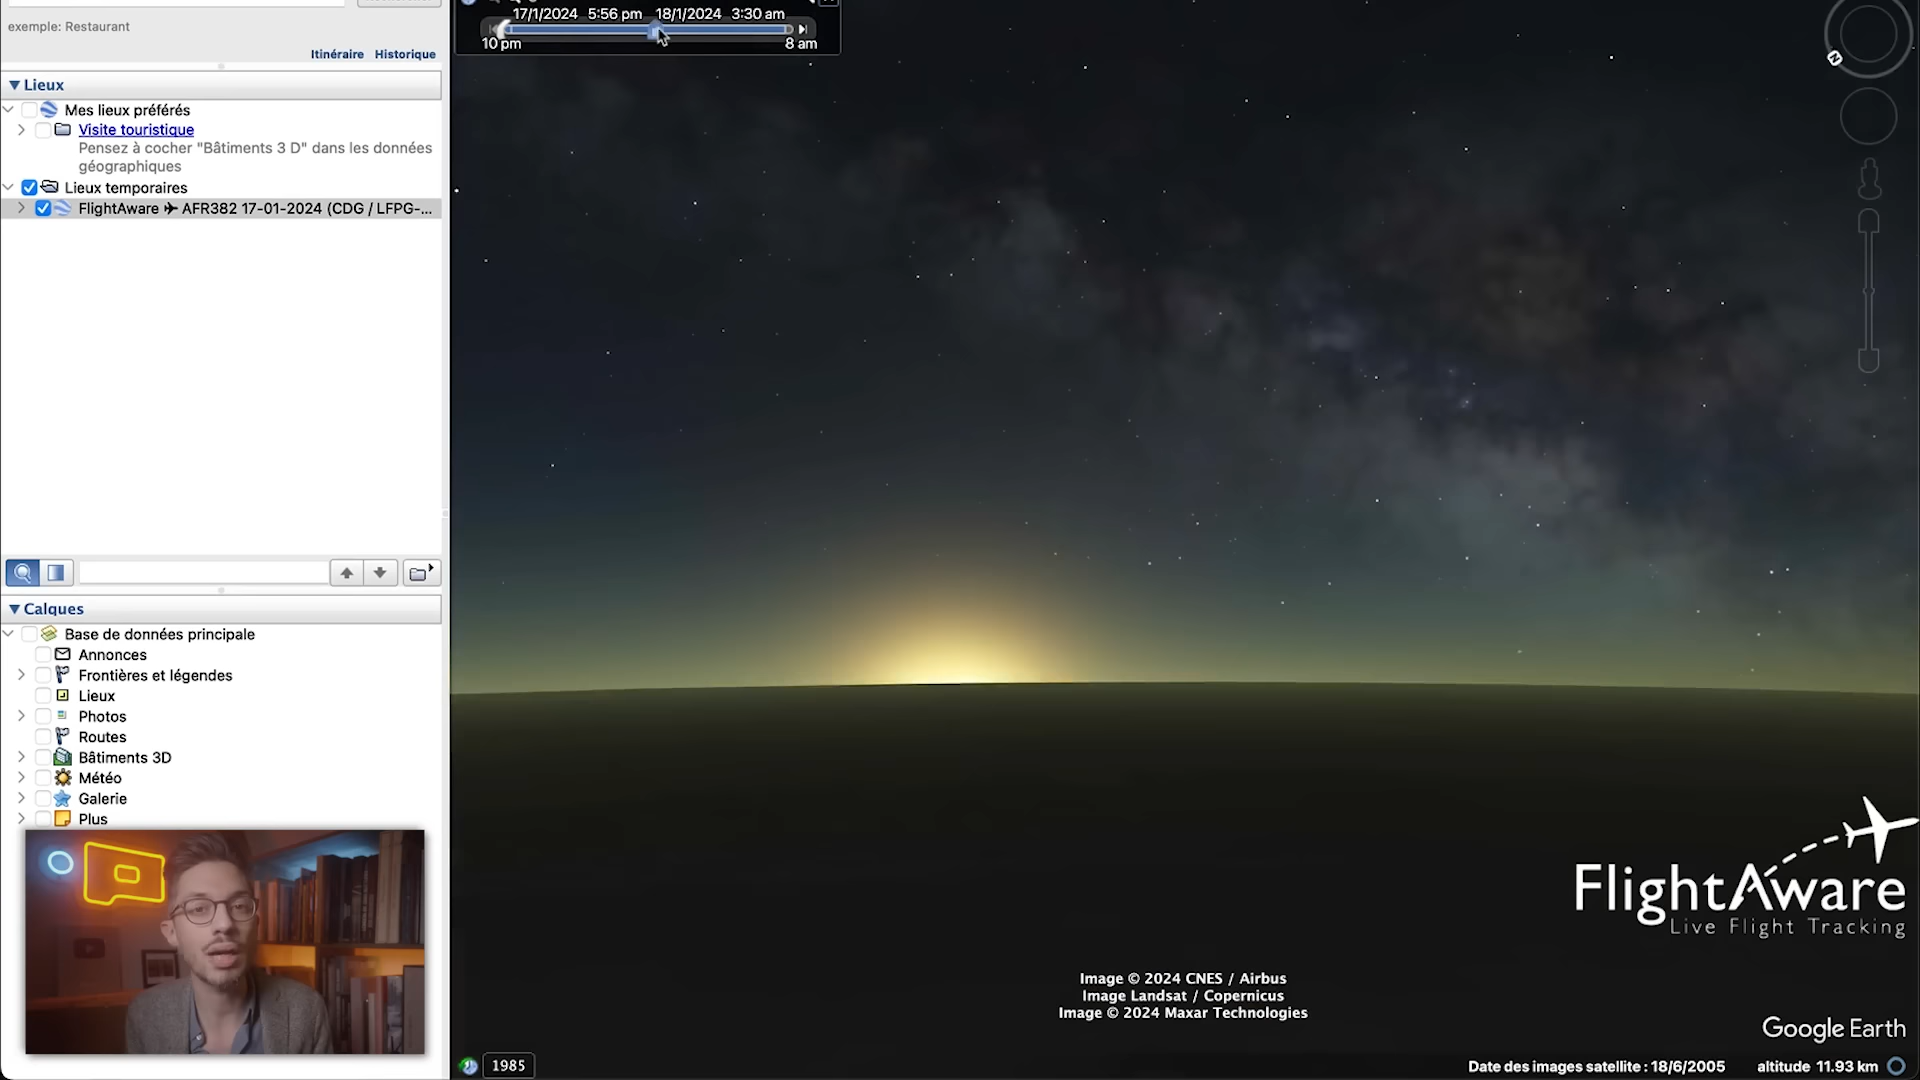 exemple: Restaurant
Itinéraire Historique
Lieux
Mes lieux préférés
Visite touristique
Pensez à cocher "Bâtiments 3 D" dans les données
géographiques
Lieux temporaires
FlightAware ✈ AFR382 17-01-2024 (CDG / LFPG-...
Calques
Base de données principale
Annonces
Frontières et légendes
Lieux
Photos
Routes
Bâtiments 3D
Météo
Galerie
Plus
17/1/2024 5:56 pm 18/1/2024 3:30 am
10 pm 8 am
N
FlightAware
Live Flight Tracking
Image © 2024 CNES / Airbus
Image Landsat / Copernicus
Image © 2024 Maxar Technologies
Google Earth
1985
Date des images satellite : 18/6/2005 altitude 11.93 km